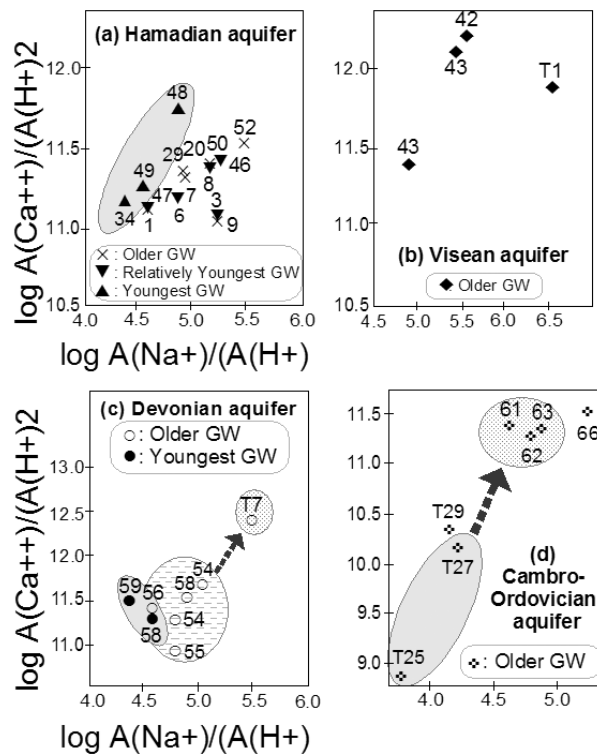 (a) Hamadian aquifer
log A(Ca++)/(A(H+)2
12.0
11.5
11.0
10.5
48
52
29 20 50
49
47 7 8 46
34
1 6 3 9
× : Older GW
▼ : Relatively Youngest GW
▲ : Youngest GW
4.0 4.5 5.0 5.5 6.0
log A(Na+)/(A(H+)
42
43
T1
43
12.0
11.5
11.0
10.5
(b) Visean aquifer
◆ Older GW
4.5 5.0 5.5 6.0 6.5
(c) Devonian aquifer
○ : Older GW
● : Youngest GW
log A(Ca++)/(A(H+)2
13.0
12.5
12.0
11.5
11.0
T7
54
58
59 56
54
58
55
4.0 4.5 5.0 5.5 6.0
log A(Na+)/(A(H+)
11.5
11.0
10.5
10.0
9.5
9.0
61 63
62
66
T29
T27
T25
(d)
Cambro-
Ordovician
aquifer
: Older GW
4.0 4.5 5.0